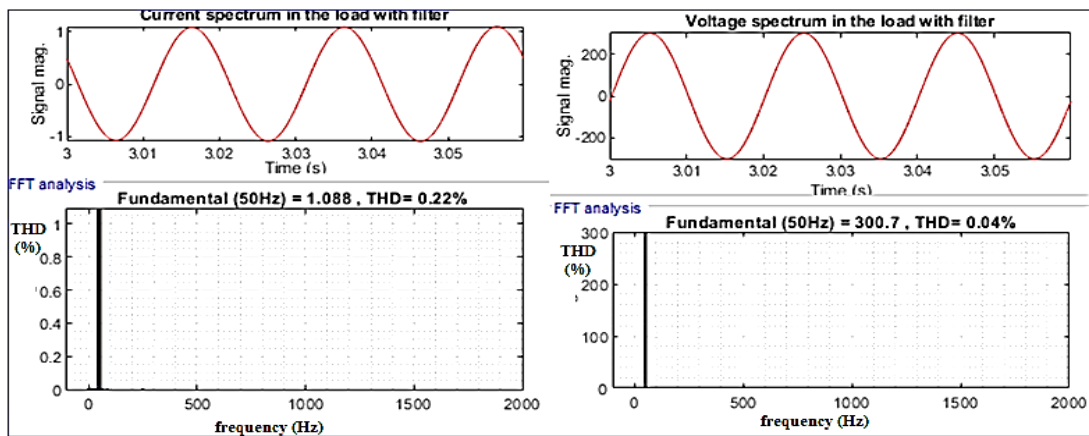 Current spectrum in the load with filter
Signal mag.
1
0
-1
3 3.01 3.02 3.03 3.04 3.05
Time (s)
FFT analysis
Fundamental (50Hz) = 1.088 , THD= 0.22%
THD
(%)
1
0.8
0.6
0.4
0.2
0
0 500 1000 1500 2000
frequency (Hz)
Voltage spectrum in the load with filter
Signal mag.
200
0
-200
3 3.01 3.02 3.03 3.04 3.05
Time (s)
FFT analysis
Fundamental (50Hz) = 300.7 , THD= 0.04%
THD
(%)
300
200
100
0
0 500 1000 1500 2000
frequency (Hz)